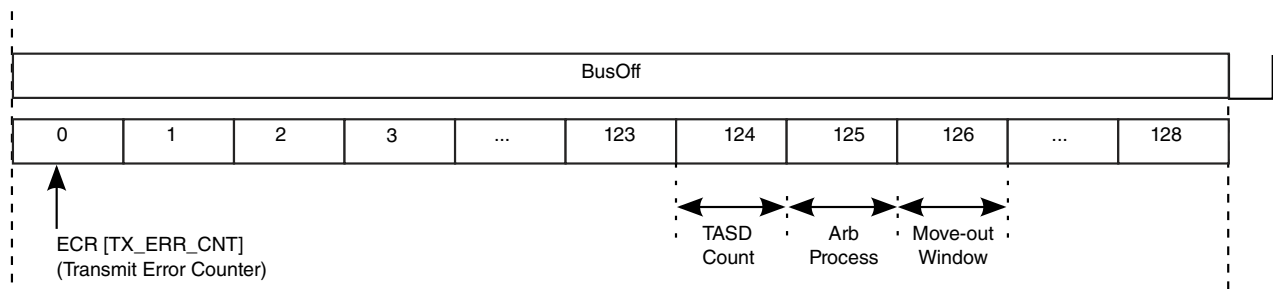 BusOff
0 1 2 3 ... 123 124 125 126 ... 128
ECR [TX_ERR_CNT]
(Transmit Error Counter)
TASD
Count
Arb
Process
Move-out
Window